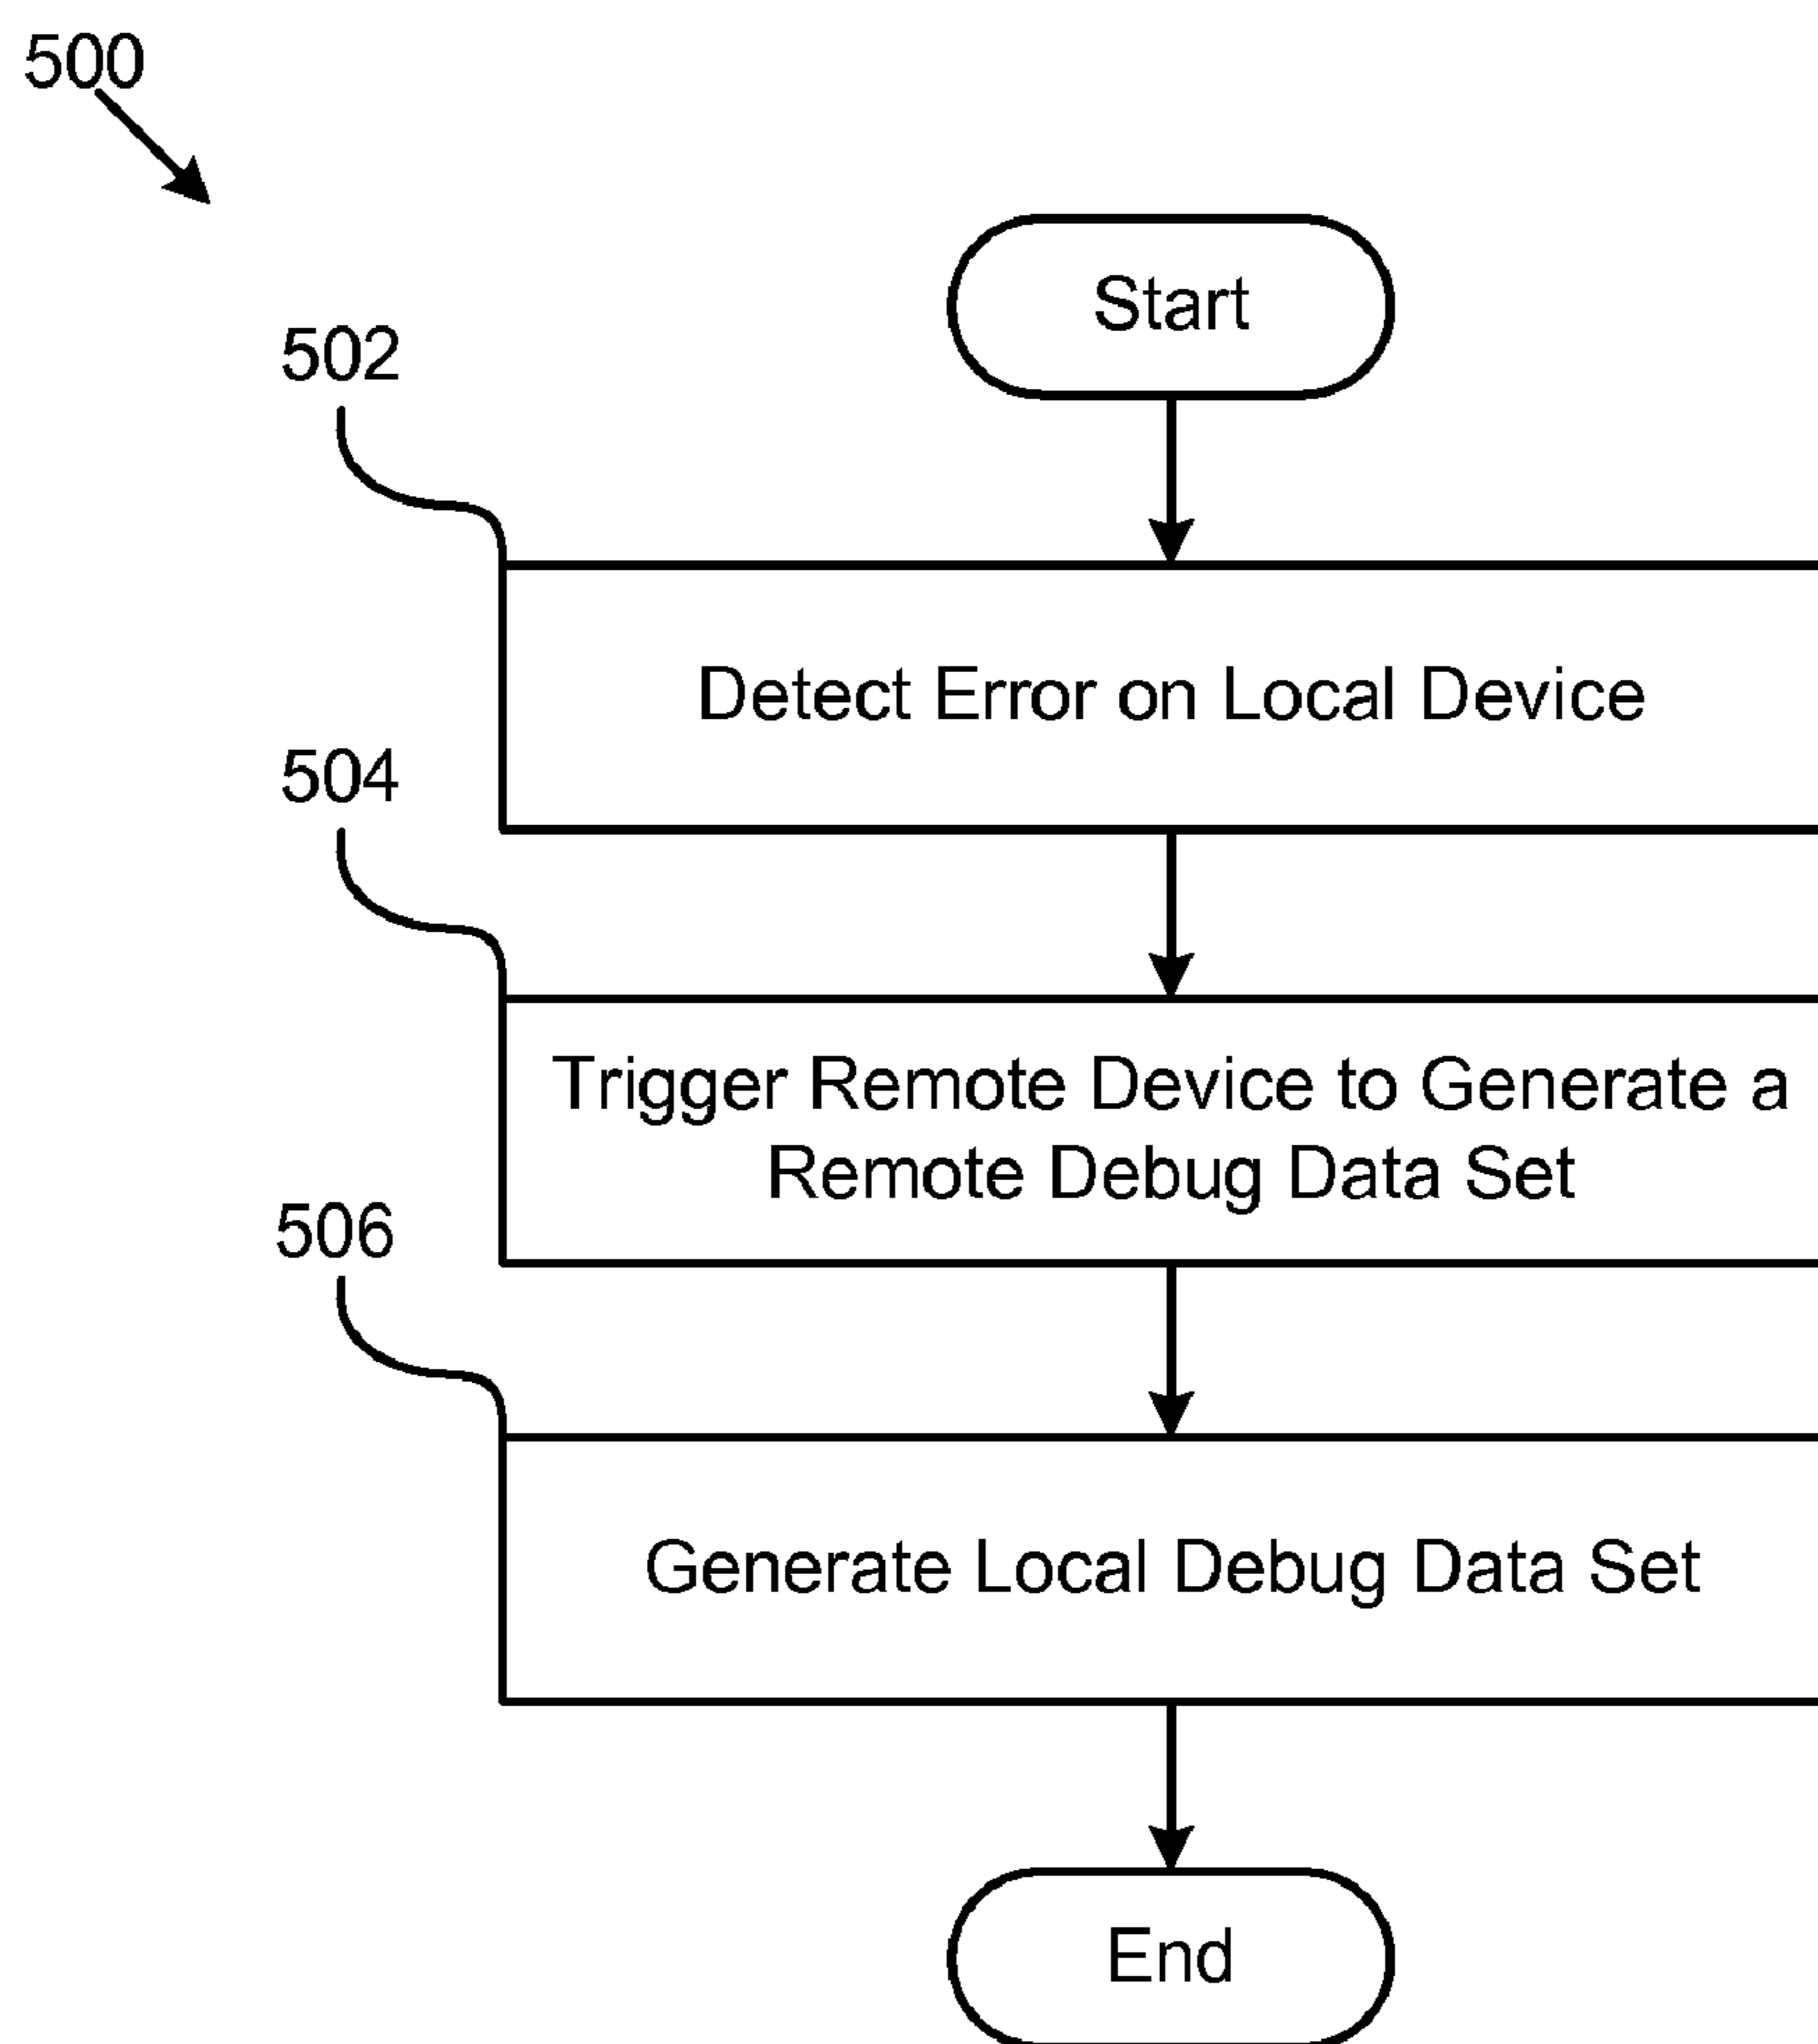 500
Start
502
Detect Error on Local Device
504
Trigger Remote Device to Generate a
Remote Debug Data Set
506
Generate Local Debug Data Set
End